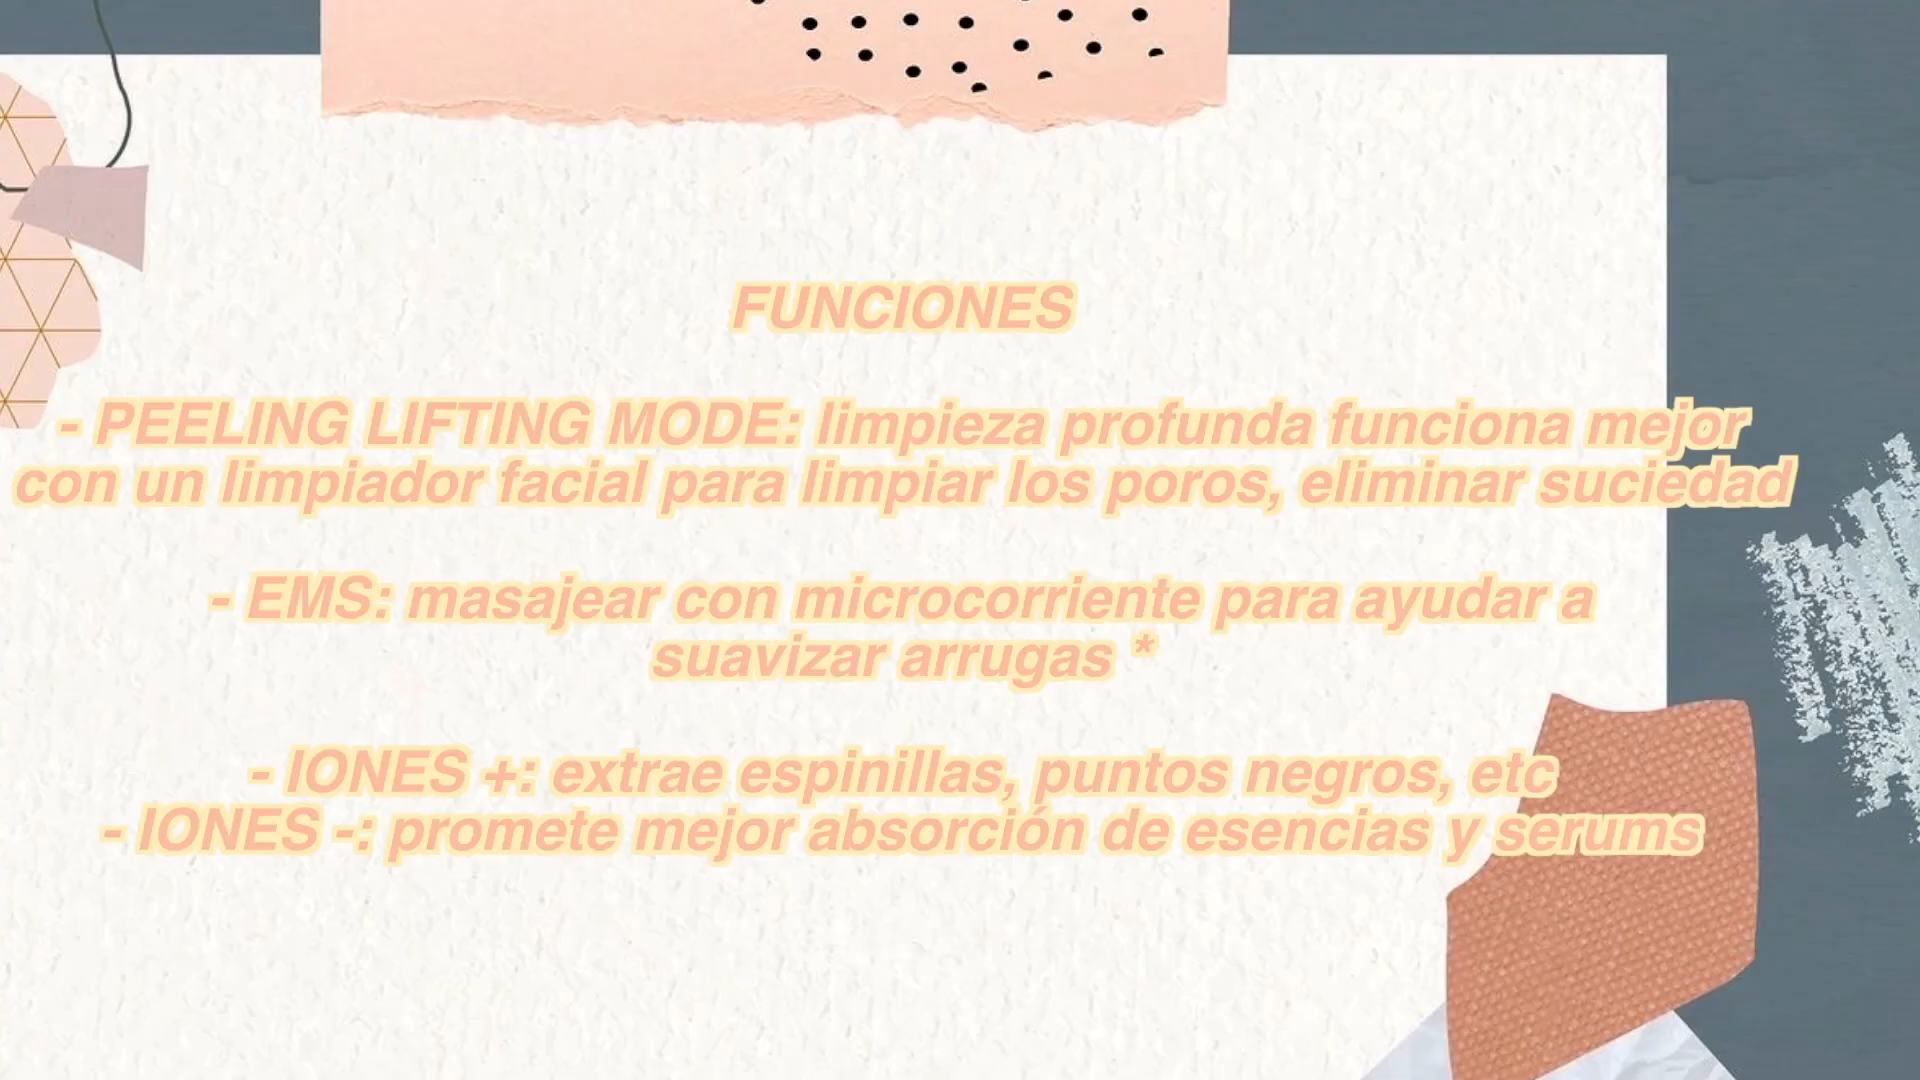 FUNCIONES
- PEELING LIFTING MODE: limpieza profunda funciona mejor
con un limpiador facial para limpiar los poros, eliminar suciedad
- EMS: masajear con microcorriente para ayudar a
suavizar arrugas *
- IONES +: extrae espinillas, puntos negros, etc
- IONES -: promete mejor absorción de esencias y serums